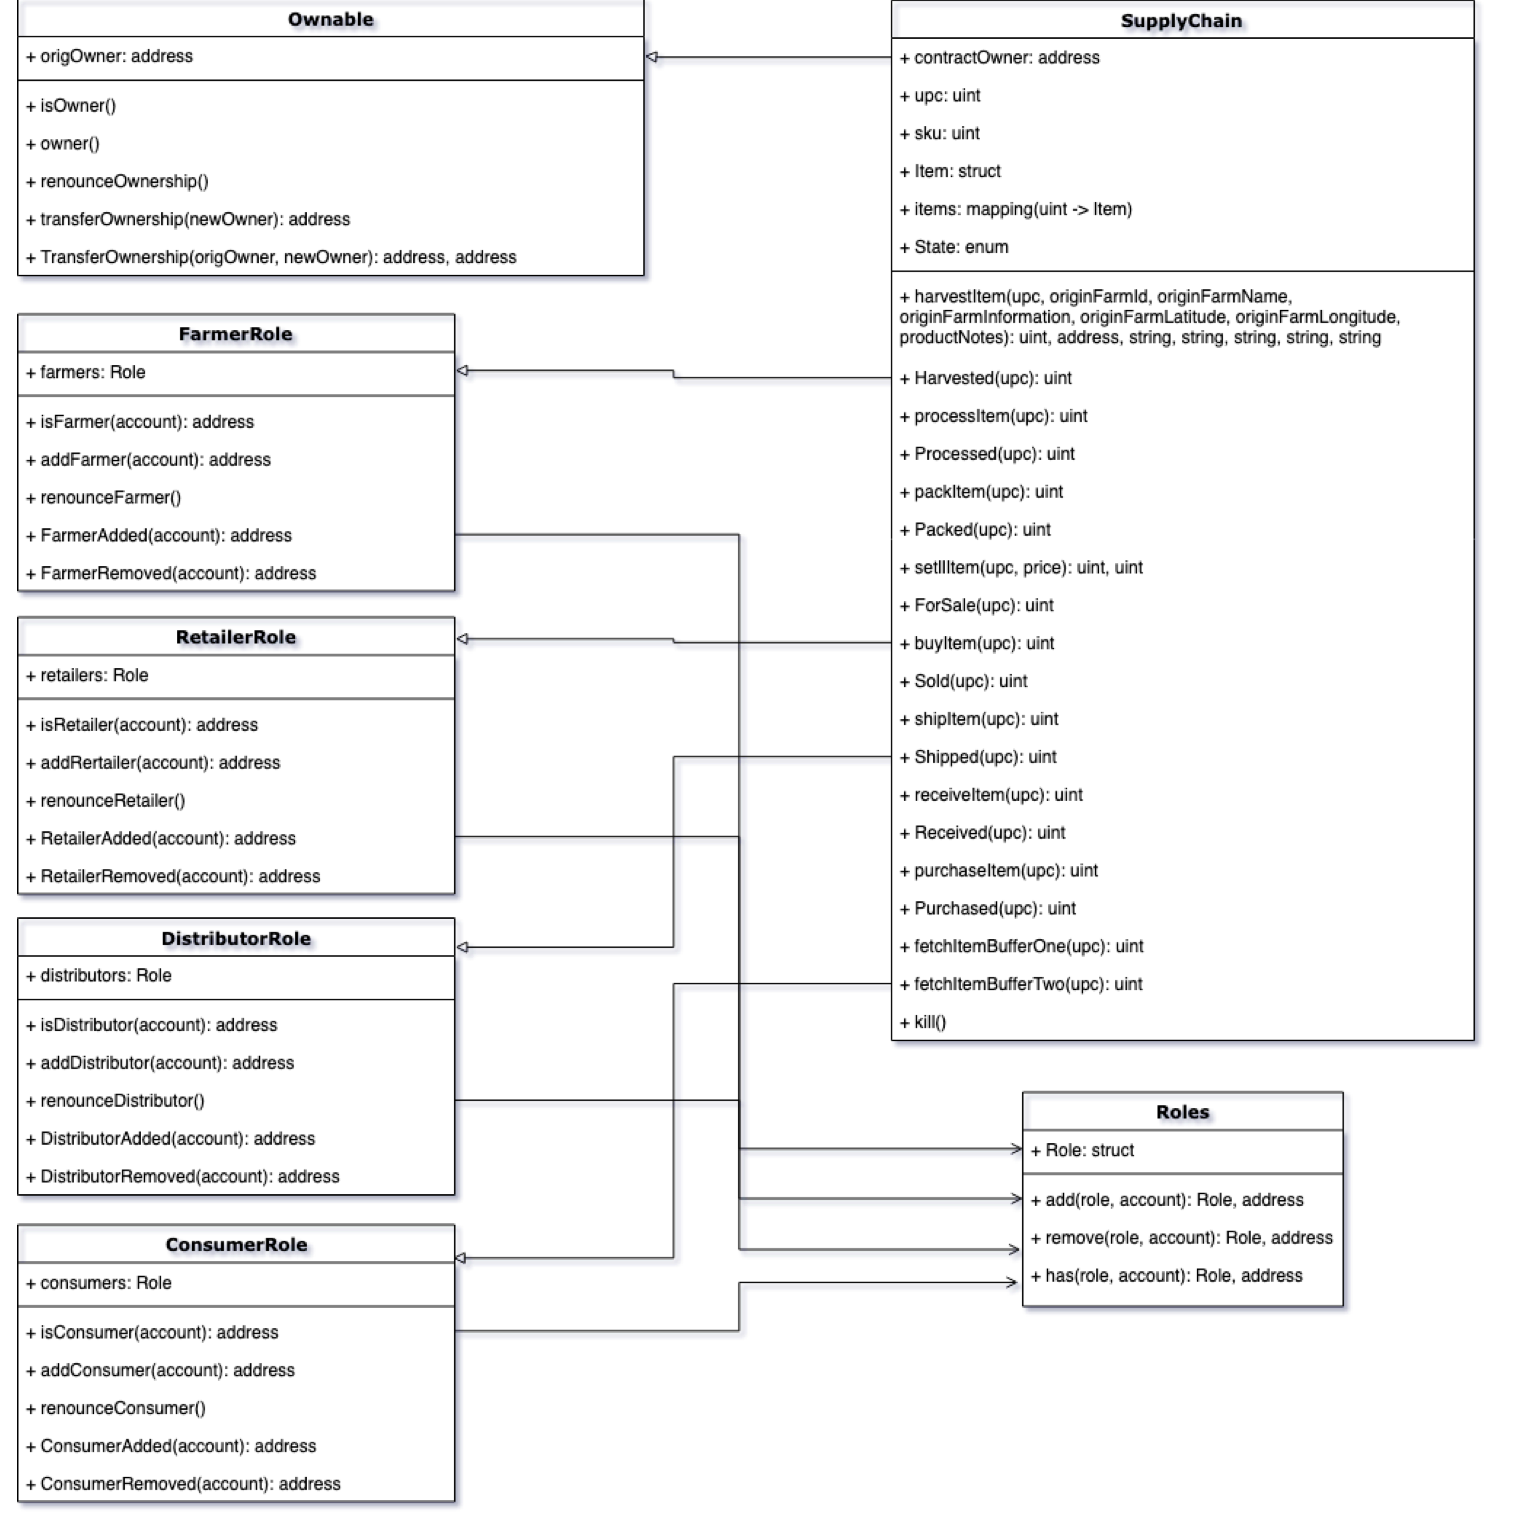 Ownable
+ origOwner: address
+ isOwner()
+ owner()
+ renounceOwnership()
+ transferOwnership(newOwner): address
+ TransferOwnership(origOwner, newOwner): address, address
FarmerRole
+ farmers: Role
+ isFarmer(account): address
+ addFarmer(account): address
+ renounceFarmer()
+ FarmerAdded(account): address
+ FarmerRemoved(account): address
RetailerRole
+ retailers: Role
+ isRetailer(account): address
+ addRertailer(account): address
+ renounceRetailer()
+ RetailerAdded(account): address
+ RetailerRemoved(account): address
DistributorRole
+ distributors: Role
+ isDistributor(account): address
+ addDistributor(account): address
+ renounceDistributor()
+ DistributorAdded(account): address
+ DistributorRemoved(account): address
ConsumerRole
+ consumers: Role
+ isConsumer(account): address
+ addConsumer(account): address
+ renounceConsumer()
+ ConsumerAdded(account): address
+ ConsumerRemoved(account): address
SupplyChain
+ contractOwner: address
+ upc: uint
+ sku: uint
+ Item: struct
+ items: mapping(uint -> Item)
+ State: enum
+ harvestItem(upc, originFarmId, originFarmName,
originFarmInformation, originFarmLatitude, originFarmLongitude,
productNotes): uint, address, string, string, string, string, string
+ Harvested(upc): uint
+ processItem(upc): uint
+ Processed(upc): uint
+ packItem(upc): uint
+ Packed(upc): uint
+ setlIItem(upc, price): uint, uint
+ ForSale(upc): uint
+ buyItem(upc): uint
+ Sold(upc): uint
+ shipItem(upc): uint
+ Shipped(upc): uint
+ receiveItem(upc): uint
+ Received(upc): uint
+ purchaseItem(upc): uint
+ Purchased(upc): uint
+ fetchItemBufferOne(upc): uint
+ fetchItemBufferTwo(upc): uint
+ kill()
Roles
+ Role: struct
+ add(role, account): Role, address
+ remove(role, account): Role, address
+ has(role, account): Role, address